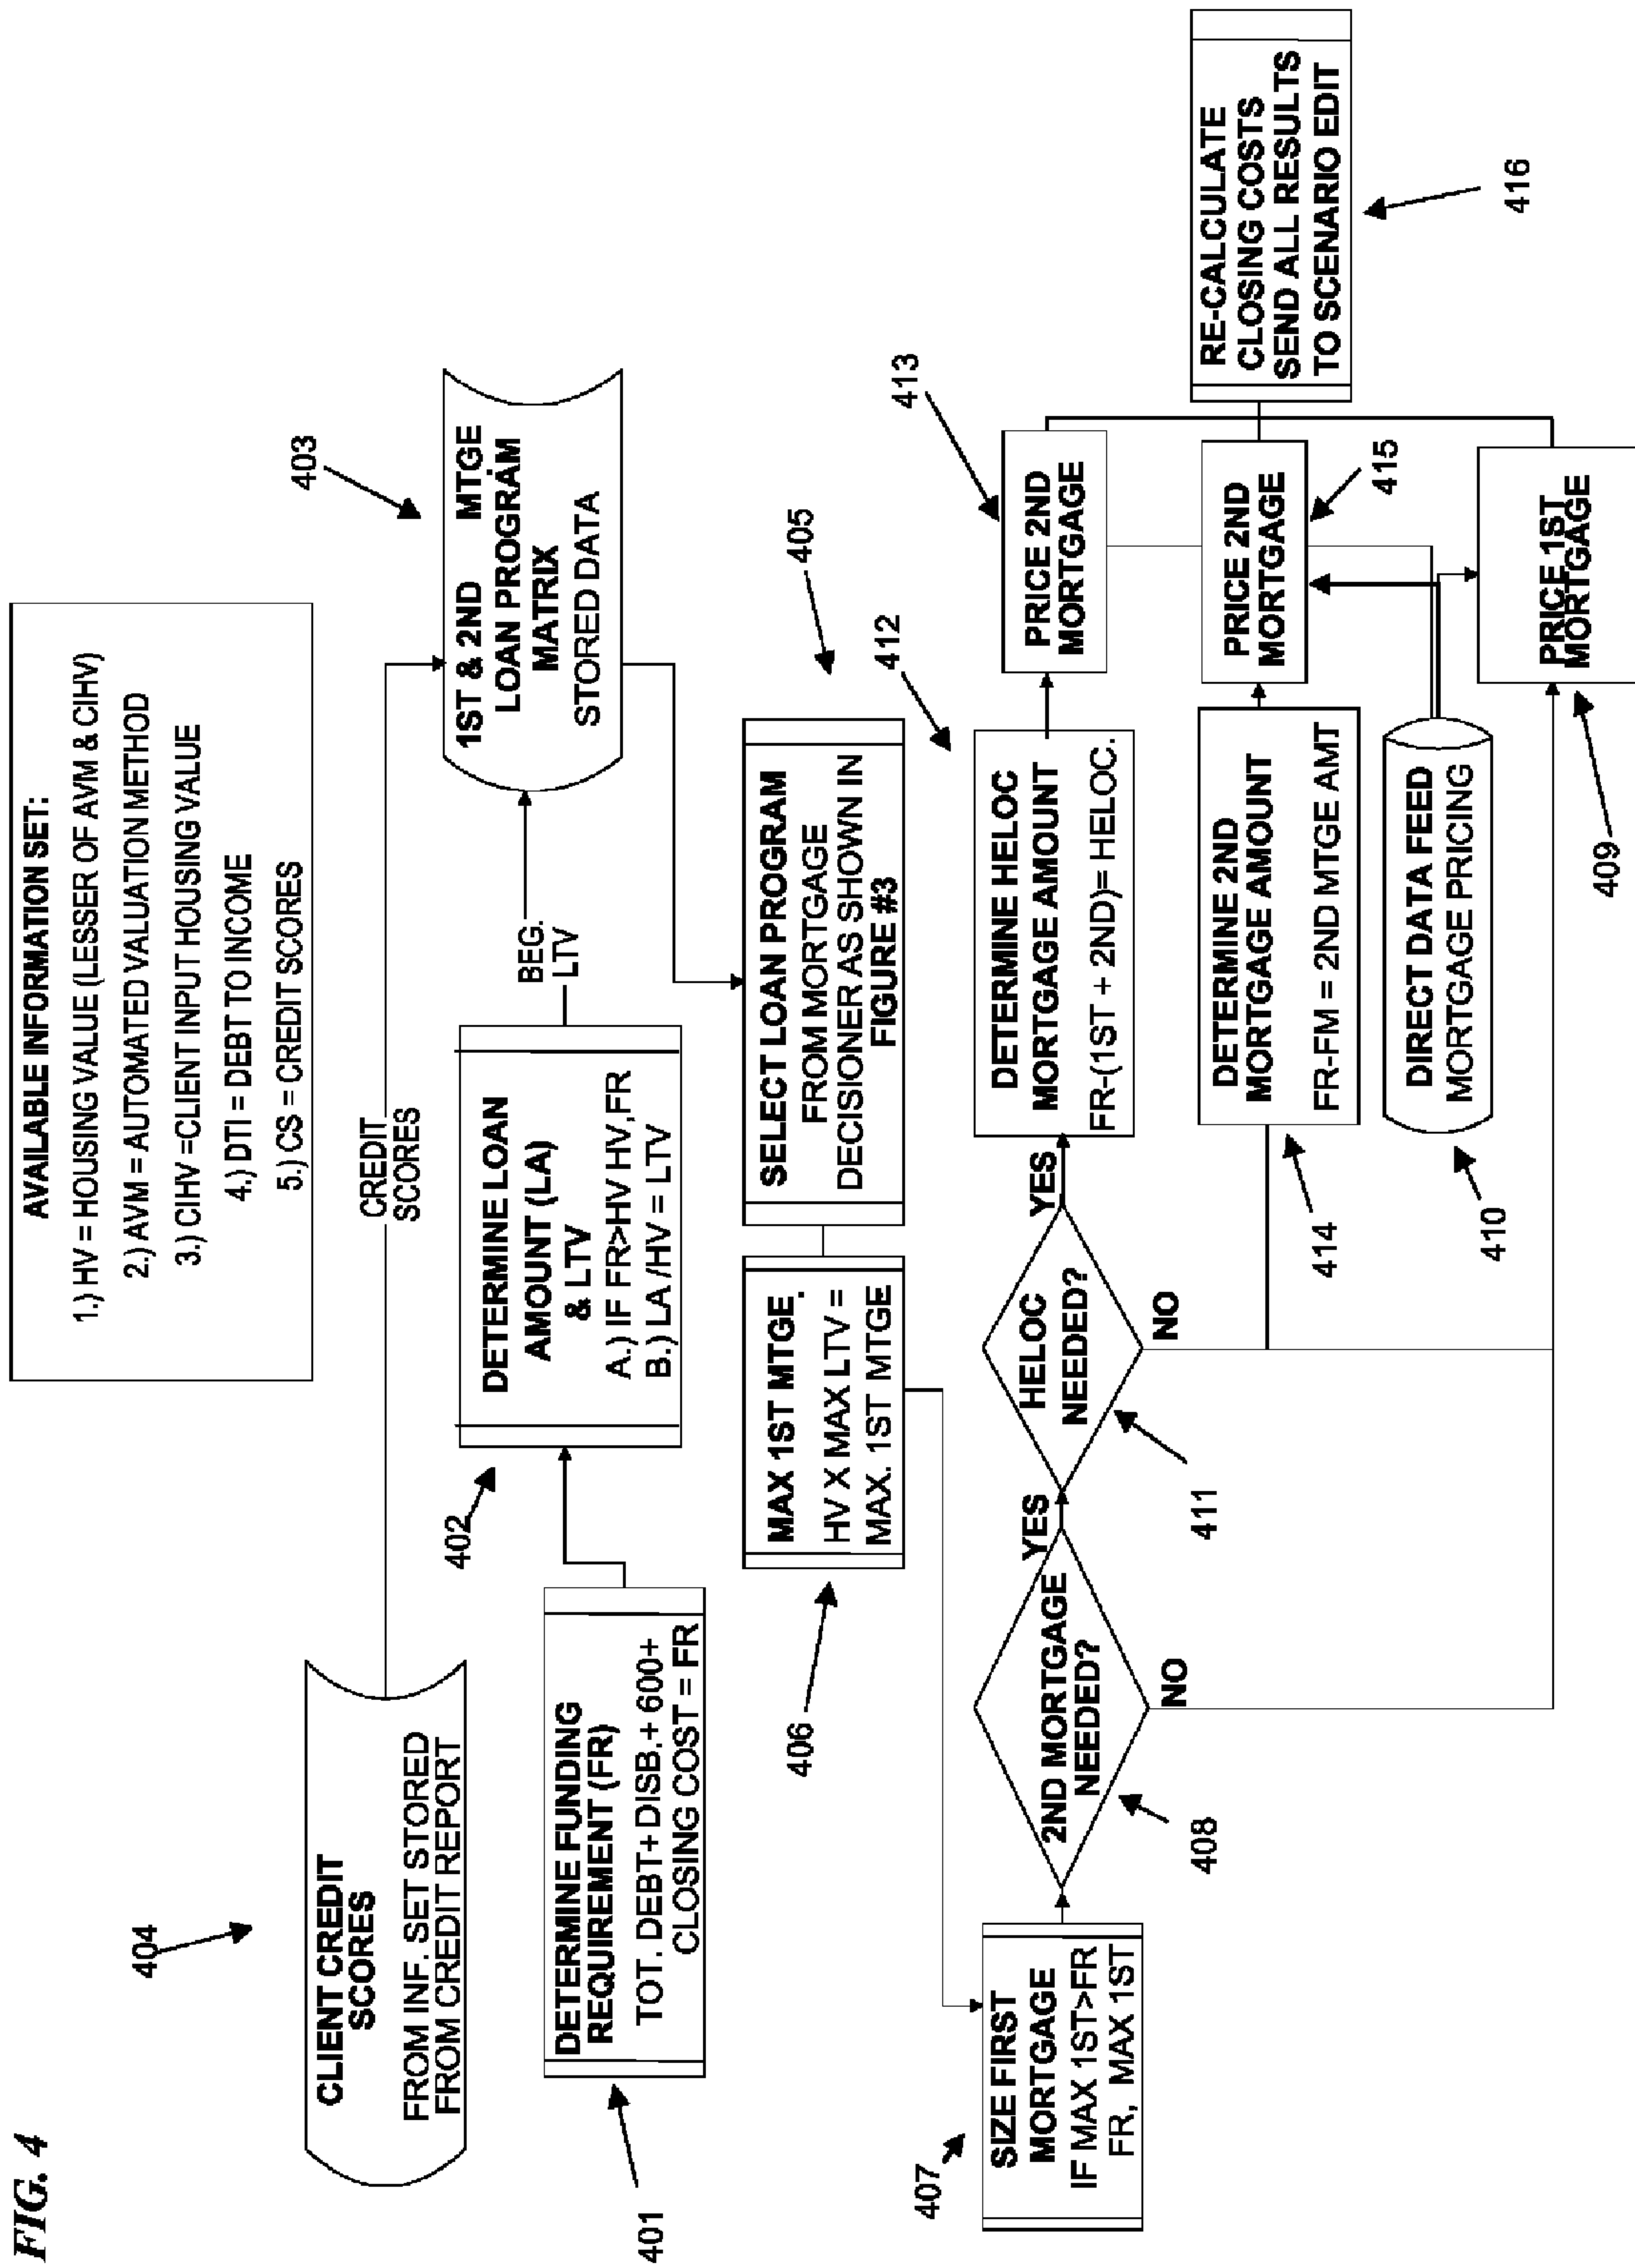 FIG. 4
AVAILABLE INFORMATION SET:
1.) HV = HOUSING VALUE (LESSER OF AVM & CIHV)
2.) AVM = AUTOMATED VALUATION METHOD
3.) CIHV =CLIENT INPUT HOUSING VALUE
4.) DTI = DEBT TO INCOME
5.) CS = CREDIT SCORES
404
CLIENT CREDIT
SCORES
FROM INF. SET STORED
FROM CREDIT REPORT
CREDIT
SCORES
403
1ST & 2ND MTGE
LOAN PROGRAM
MATRIX
STORED DATA
401
DETERMINE FUNDING
REQUIREMENT (FR)
TOT. DEBT+ DISB.+ 600+
CLOSING COST = FR
402
DETERMINE LOAN
AMOUNT (LA)
& LTV
A.) IF FR>HV HV,FR
B.) LA /HV = LTV
BEG.
LTV
405
SELECT LOAN PROGRAM
FROM MORTGAGE
DECISIONER AS SHOWN IN
FIGURE #3
406
MAX 1ST MTGE.
HV X MAX LTV =
MAX. 1ST MTGE
407
SIZE FIRST
MORTGAGE
IF MAX 1ST>FR
FR, MAX 1ST
408
2ND MORTGAGE
NEEDED?
YES
NO
411
HELOC
NEEDED?
YES
NO
412
DETERMINE HELOC
MORTGAGE AMOUNT
FR-(1ST + 2ND)= HELOC.
413
PRICE 2ND
MORTGAGE
414
DETERMINE 2ND
MORTGAGE AMOUNT
FR-FM = 2ND MTGE AMT
415
PRICE 2ND
MORTGAGE
410
DIRECT DATA FEED
MORTGAGE PRICING
409
PRICE 1ST
MORTGAGE
RE-CALCULATE
CLOSING COSTS
SEND ALL RESULTS
TO SCENARIO EDIT
416